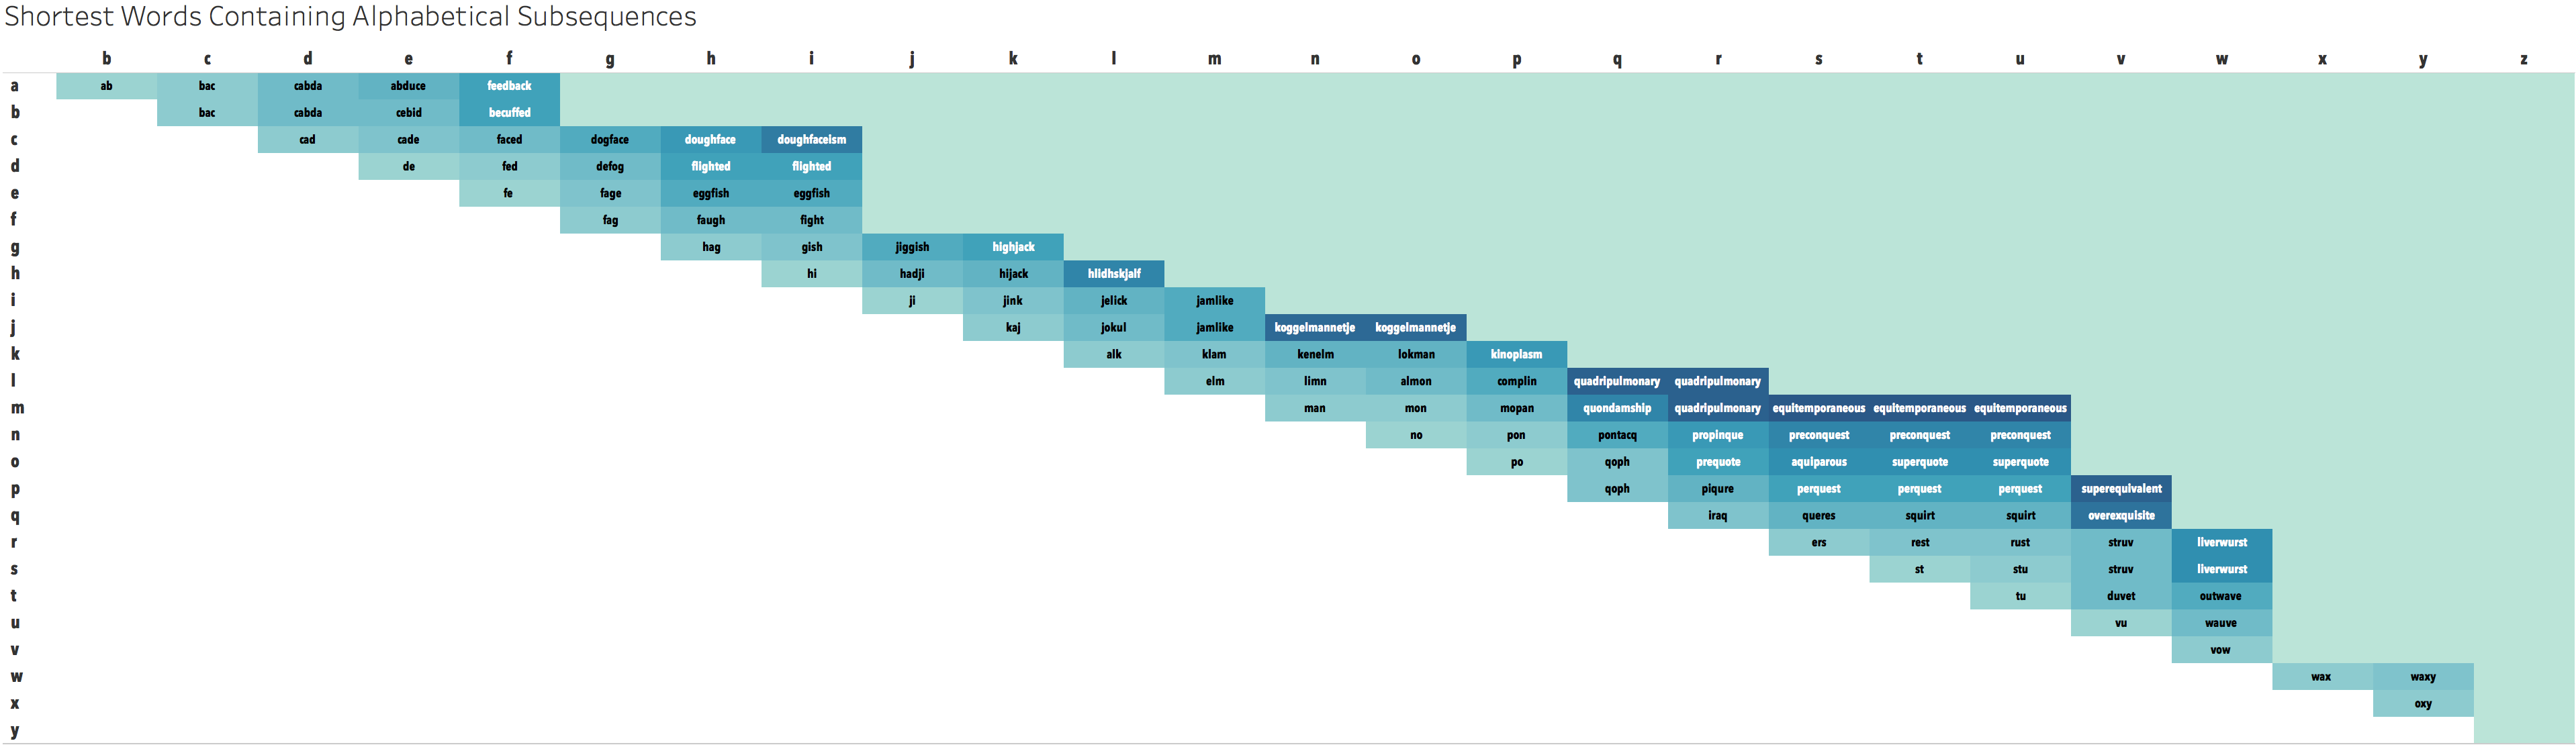 Shortest Words Containing Alphabetical Subsequences
b c d e f g h i j k l m n o p q r s t u v w x y z
a ab bac cabda abduce feedback
b bac cabda cebid becuffed
c cad cade faced dogface doughface doughfaceism
d de fed defog flighted flighted
e fe fage eggfish eggfish
f fag faugh fight
g hag gish jiggish highjack
h hi hadji hijack hlidhskjalf
i ji jink jelick jamlike
j kaj jokul jamlike koggelmannetje koggelmannetje
k alk klam kenelm lokman kinoplasm
l elm limn almon complin quadripulmonary quadripulmonary
m man mon mopan quondamship quadripulmonary equitemporaneous equitemporaneous equitemporaneous
n no pon pontacq propinque preconquest preconquest preconquest
o po qoph prequote aquiparous superquote superquote
p qoph piqure perquest perquest perquest superequivalent
q iraq queres squirt squirt overexquisite
r ers rest rust struv liverwurst
s st stu struv liverwurst
t tu duvet outwave
u vu wauve
v vow
w wax waxy
x oxy
y